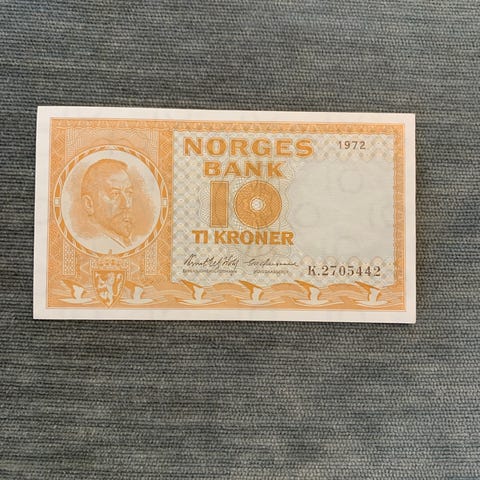 NORGES
1972
BANK
10
TI KRONER
K.2705442